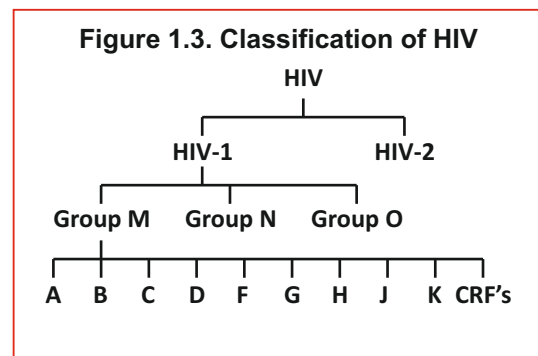 Figure 1.3. Classification of HIV
HIV
HIV-1 HIV-2
Group M Group N Group O
A B C D F G H J K CRF's